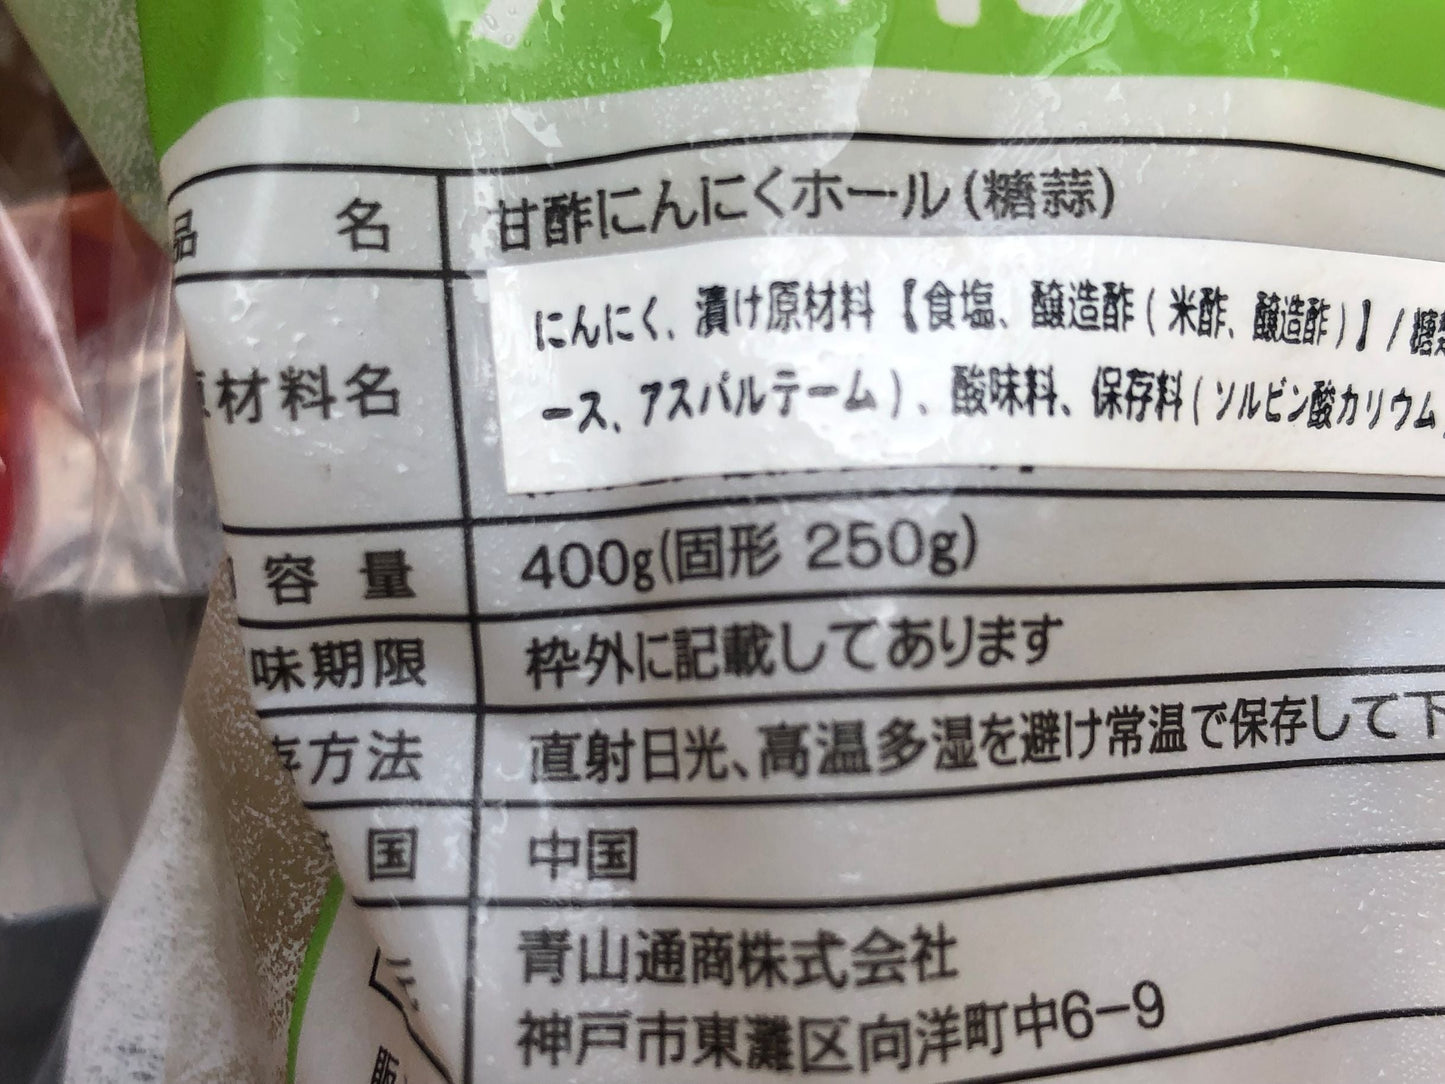 品 名 甘酢にんにくホール(糖蒜)
材料名 にんにく、漬け原材料【食塩、醸造酢(米酢、醸造酢)】/糖
ース、アスパルテーム)、酸味料、保存料(ソルビン酸カリウム
容 量 400g(固形 250g)
味期限 枠外に記載してあります
方法 直射日光、高温多湿を避け常温で保存して下
国 中国
青山通商株式会社
神戸市東灘区向洋町中6-9
販